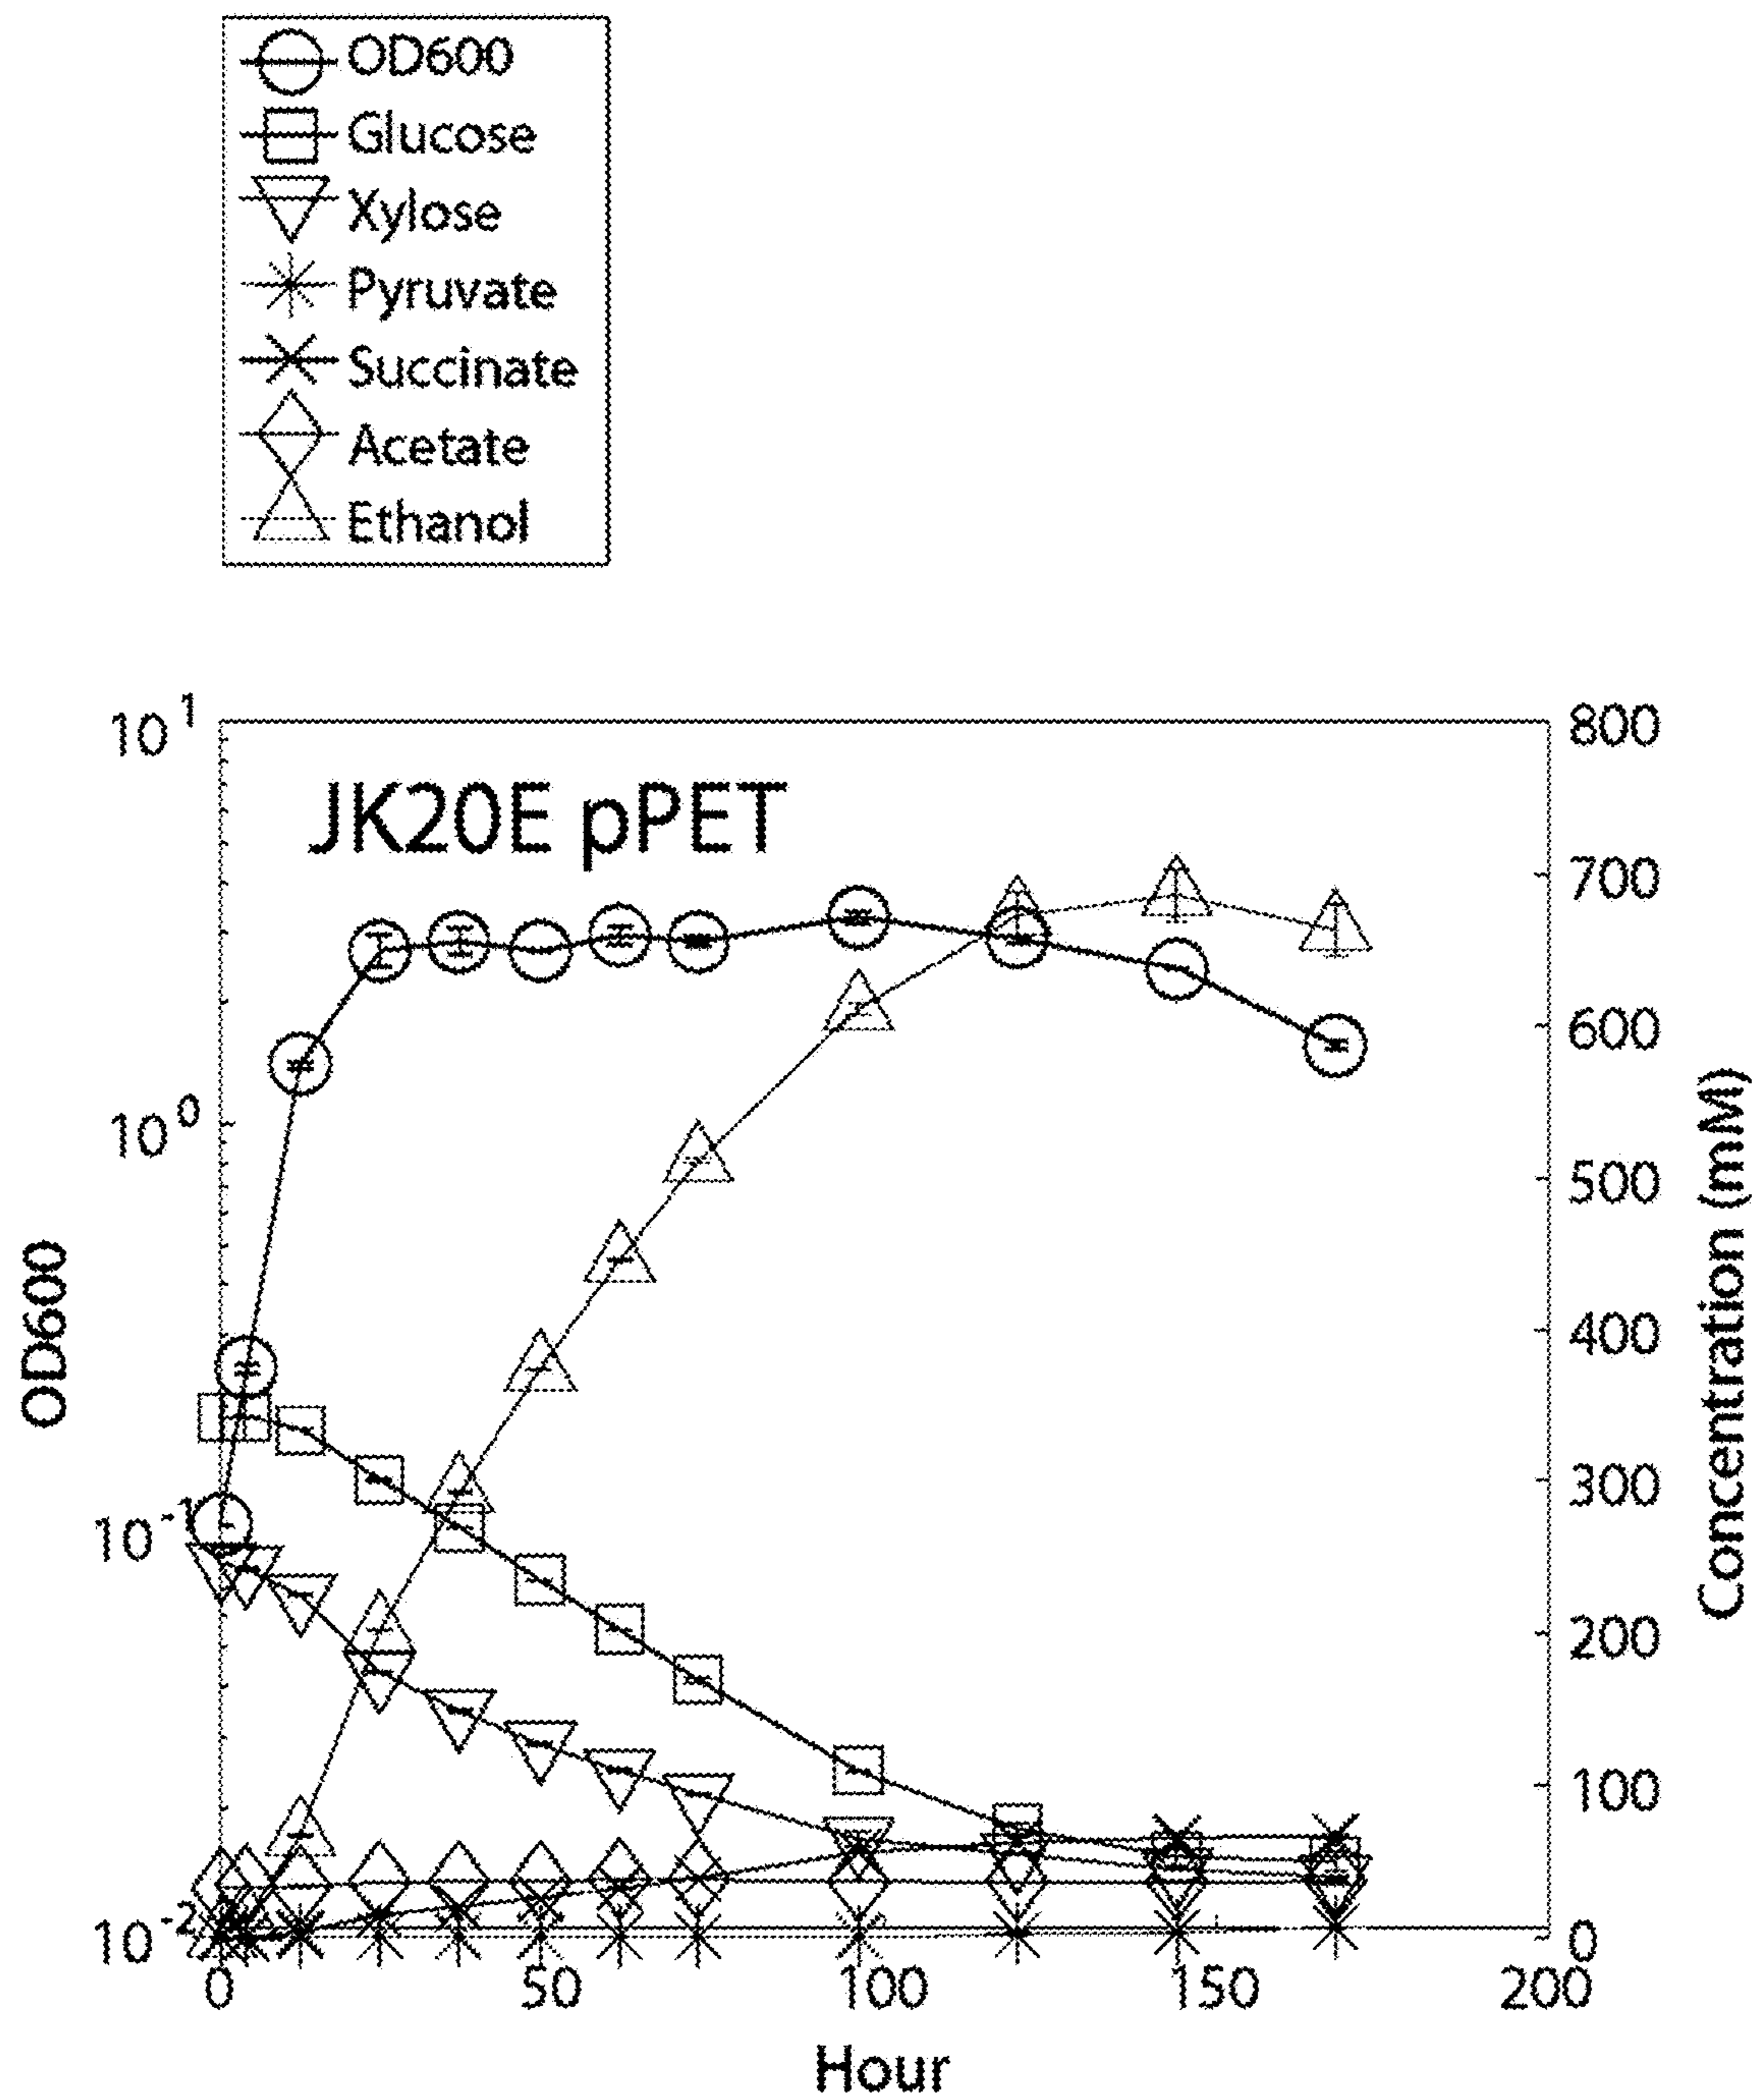 OD600
Glucose
Xylose
Pyruvate
Succinate
Acetate
Ethanol
JK20E pPET
10^1
10^0
10^-1
10^-2
OD600
800
700
600
500
400
300
200
100
0
Concentration (mM)
0 50 100 150 200
Hour